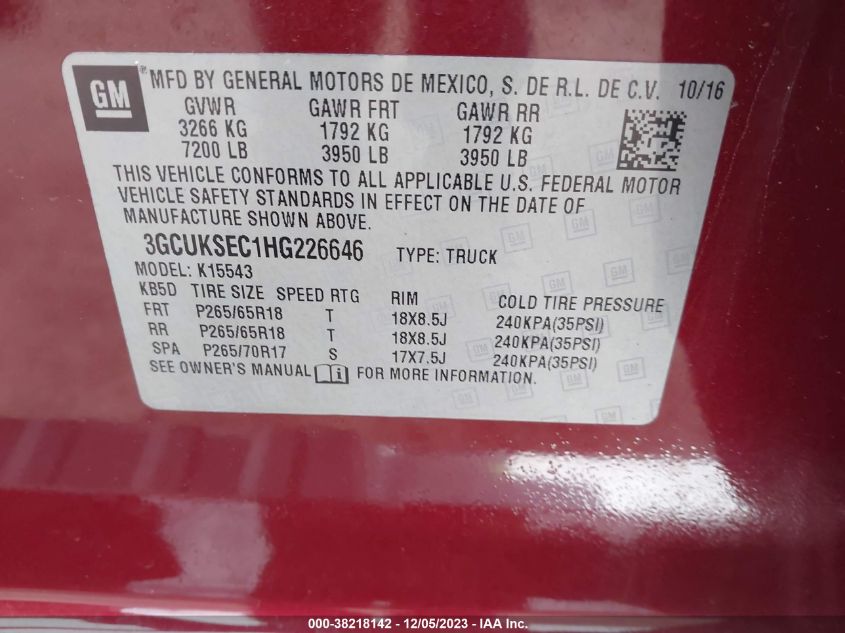 GM ® MFD BY GENERAL MOTORS DE MEXICO, S. DE R.L. DE C.V. 10/16
GVWR GAWR FRT GAWR RR
3266 KG 1792 KG 1792 KG
7200 LB 3950 LB 3950 LB
THIS VEHICLE CONFORMS TO ALL APPLICABLE U.S. FEDERAL MOTOR
VEHICLE SAFETY STANDARDS IN EFFECT ON THE DATE OF
MANUFACTURE SHOWN ABOVE.
3GCUKSEC1HG226646 TYPE: TRUCK
MODEL: K15543
KB5D TIRE SIZE SPEED RTG RIM COLD TIRE PRESSURE
FRT P265/65R18 T 18X8.5J 240KPA(35PSI)
RR P265/65R18 T 18X8.5J 240KPA(35PSI)
SPA P265/70R17 S 17X7.5J 240KPA(35PSI)
SEE OWNER'S MANUAL i FOR MORE INFORMATION.
000-38218142 - 12/05/2023 - IAA Inc.